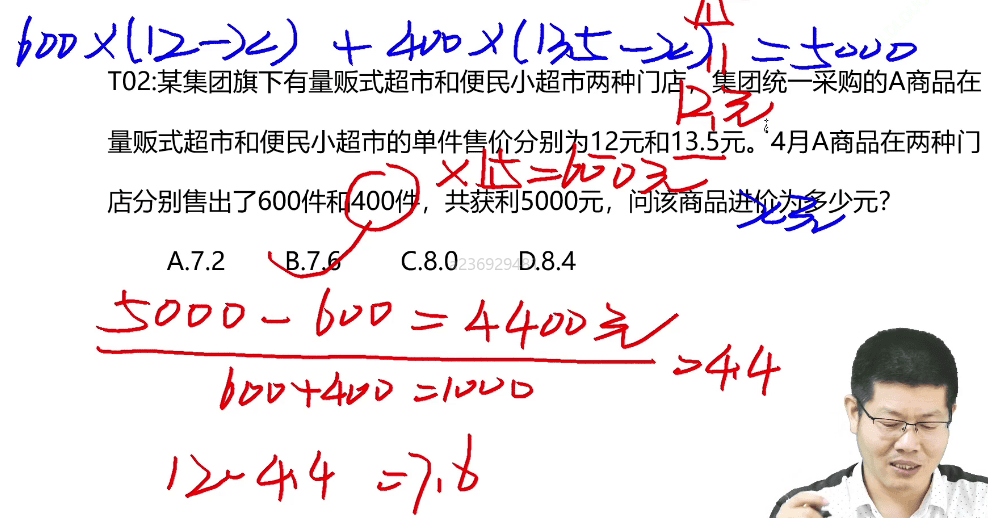 600×(12-x) + 400×(13.5-x) =5000
T02:某集团旗下有量贩式超市和便民小超市两种门店，集团统一采购的A商品在
12元
量贩式超市和便民小超市的单件售价分别为12元和13.5元。4月A商品在两种门
×1.5=600元
店分别售出了600件和400件，共获利5000元，问该商品进价为多少元?
x元
A.7.2 B.7.6 C.8.0 D.8.4
5000-600=4400元
600+400=1000
=4.4
12-4.4 =7.6